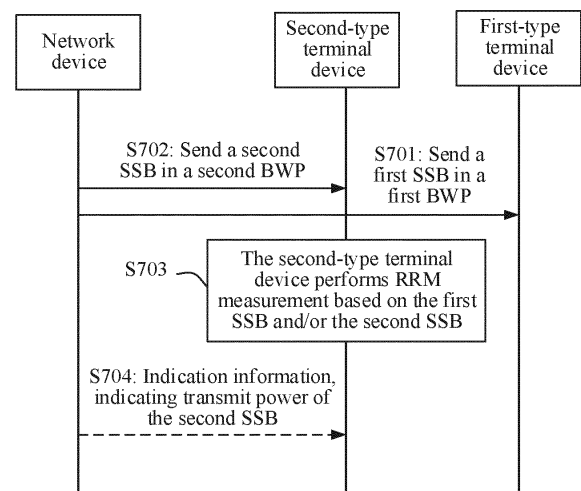 Network
device
Second-type
terminal
device
First-type
terminal
device
S702: Send a second
SSB in a second BWP
S701: Send a
first SSB in a
first BWP
S703
The second-type terminal
device performs RRM
measurement based on the first
SSB and/or the second SSB
S704: Indication information,
indicating transmit power of
the second SSB